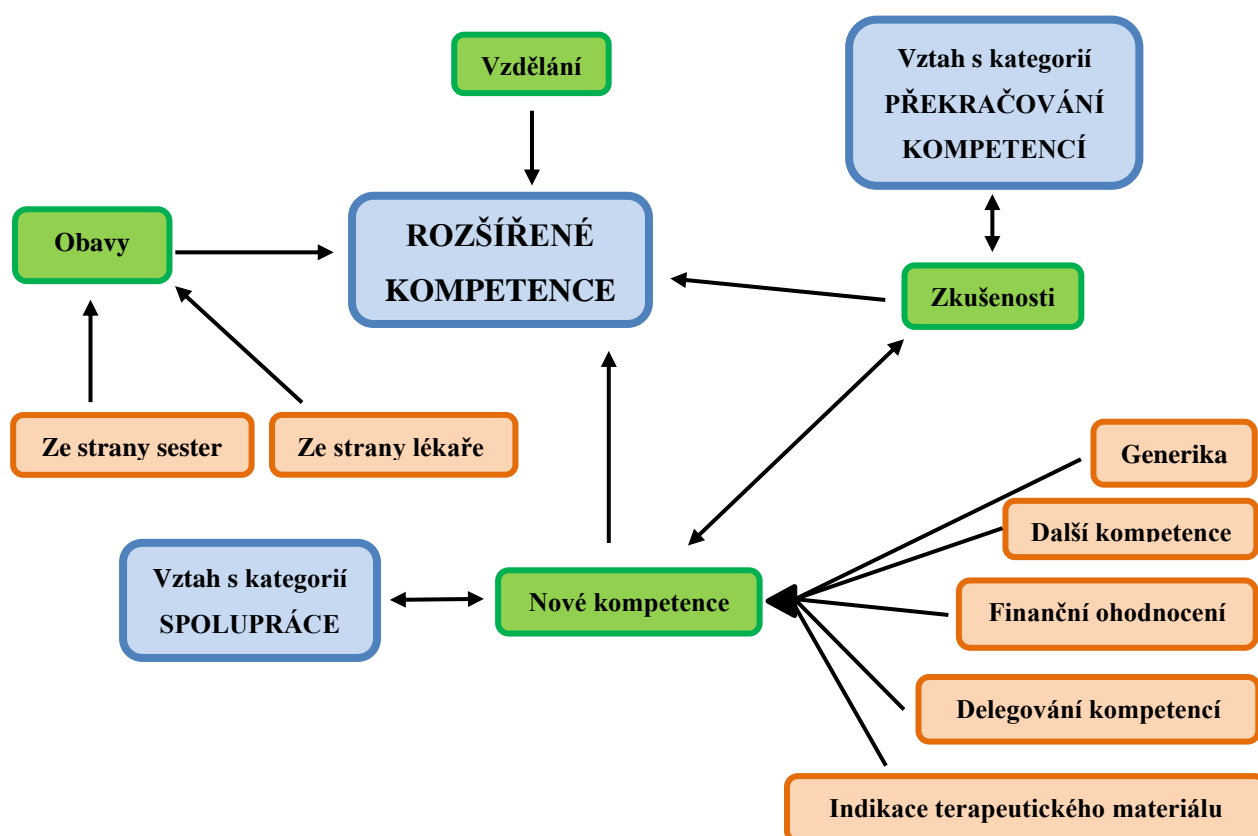 Vzdělání
Vztah s kategorií
PŘEKRAČOVÁNÍ
KOMPETENCÍ
Obavy
ROZŠÍŘENÉ
KOMPETENCE
Zkušenosti
Ze strany sester
Ze strany lékaře
Generika
Další kompetence
Vztah s kategorií
SPOLUPRÁCE
Nové kompetence
Finanční ohodnocení
Delegování kompetencí
Indikace terapeutického materiálu